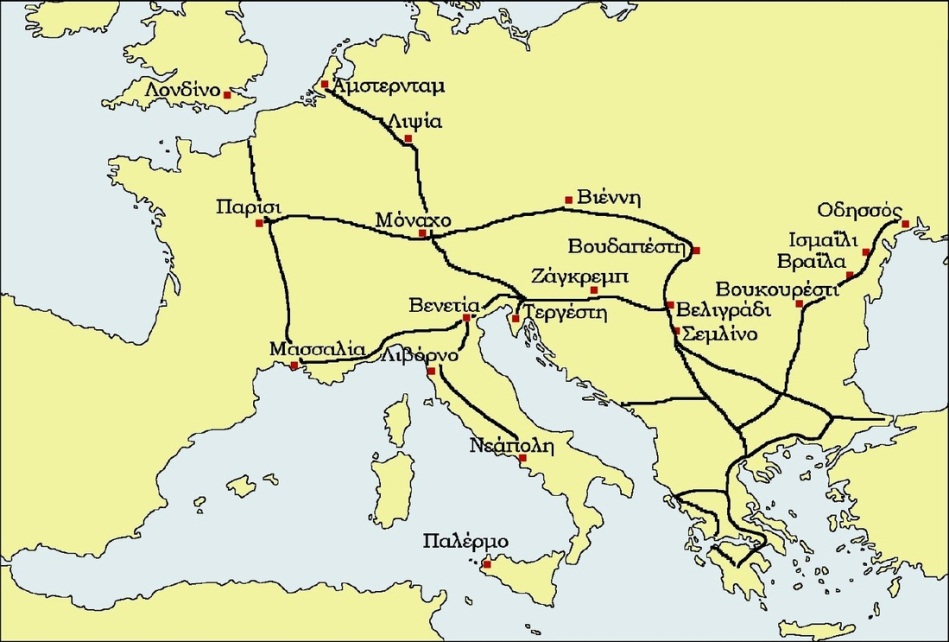 Λονδίνο
Άμστερνταμ
Λιψία
Παρίσι
Μόναχο
Βιέννη
Οδησσός
Βουδαπέστη
Ισμαΐλι
Βραΐλα
Ζάγκρεμπ
Βουκουρέστι
Βενετία
Τεργέστη
Βελιγράδι
Σεμλίνο
Μασσαλία
Λιβόρνο
Νεάπολη
Παλέρμο